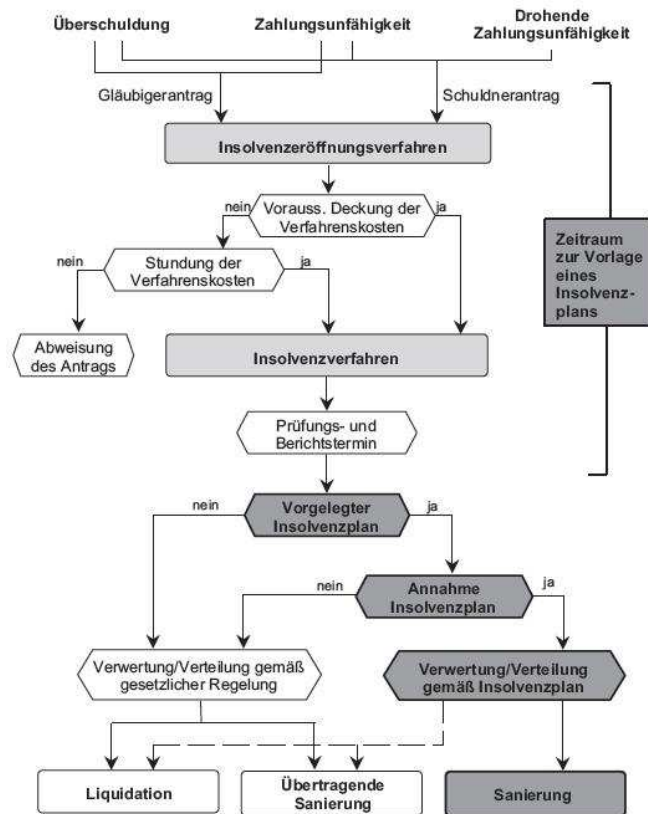 Überschuldung
Zahlungsunfähigkeit
Drohende
Zahlungsunfähigkeit
Gläubigerantrag
Schuldnerantrag
Insolvenzeröffnungsverfahren
nein
Vorauss. Deckung der
Verfahrenskosten
ja
nein
Stundung der
Verfahrenskosten
ja
Zeitraum
zur Vorlage
eines
Insolvenz-
plans
Abweisung
des Antrags
Insolvenzverfahren
Prüfungs- und
Berichtstermin
nein
Vorgelegter
Insolvenzplan
ja
nein
Annahme
Insolvenzplan
ja
Verwertung/Verteilung gemäß
gesetzlicher Regelung
Verwertung/Verteilung
gemäß Insolvenzplan
Liquidation
Übertragende
Sanierung
Sanierung